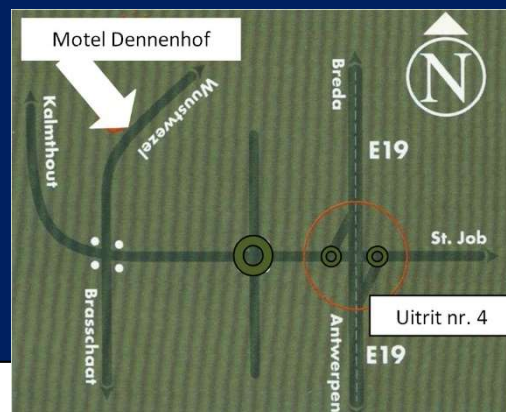 Motel Dennenhof
N
Kalmthout
Wuustwezel
Breda
E19
St. Job
Brasschaat
Antwerpen
Uitrit nr. 4
E19